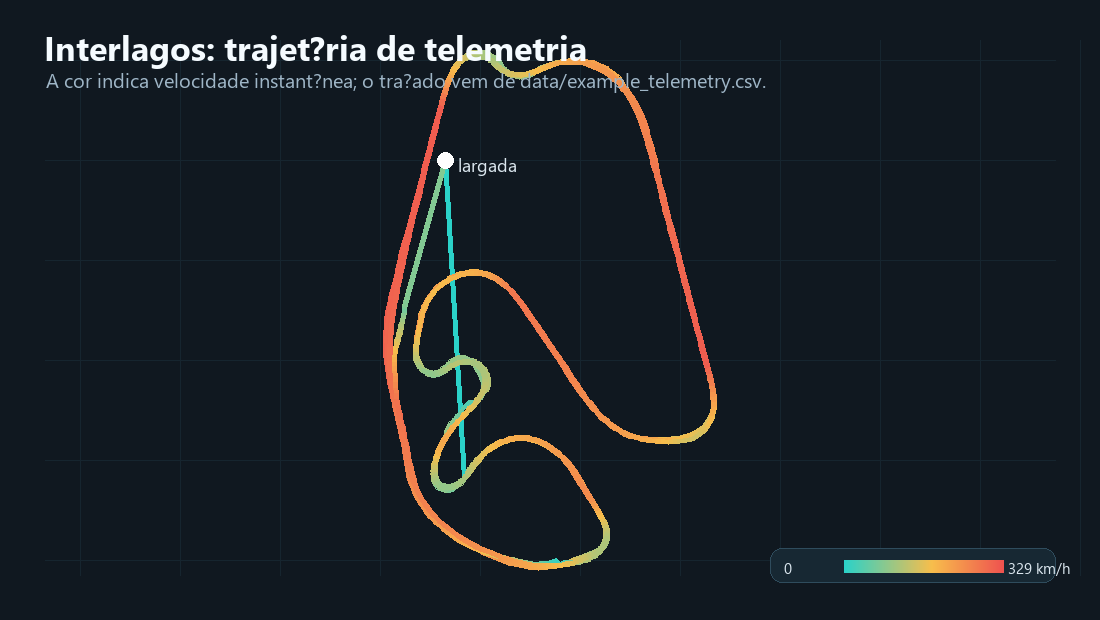 Interlagos: trajet?ria de telemetria
A cor indica velocidade instant?nea; o tra?ado vem de data/example_telemetry.csv.
largada
0
329 km/h